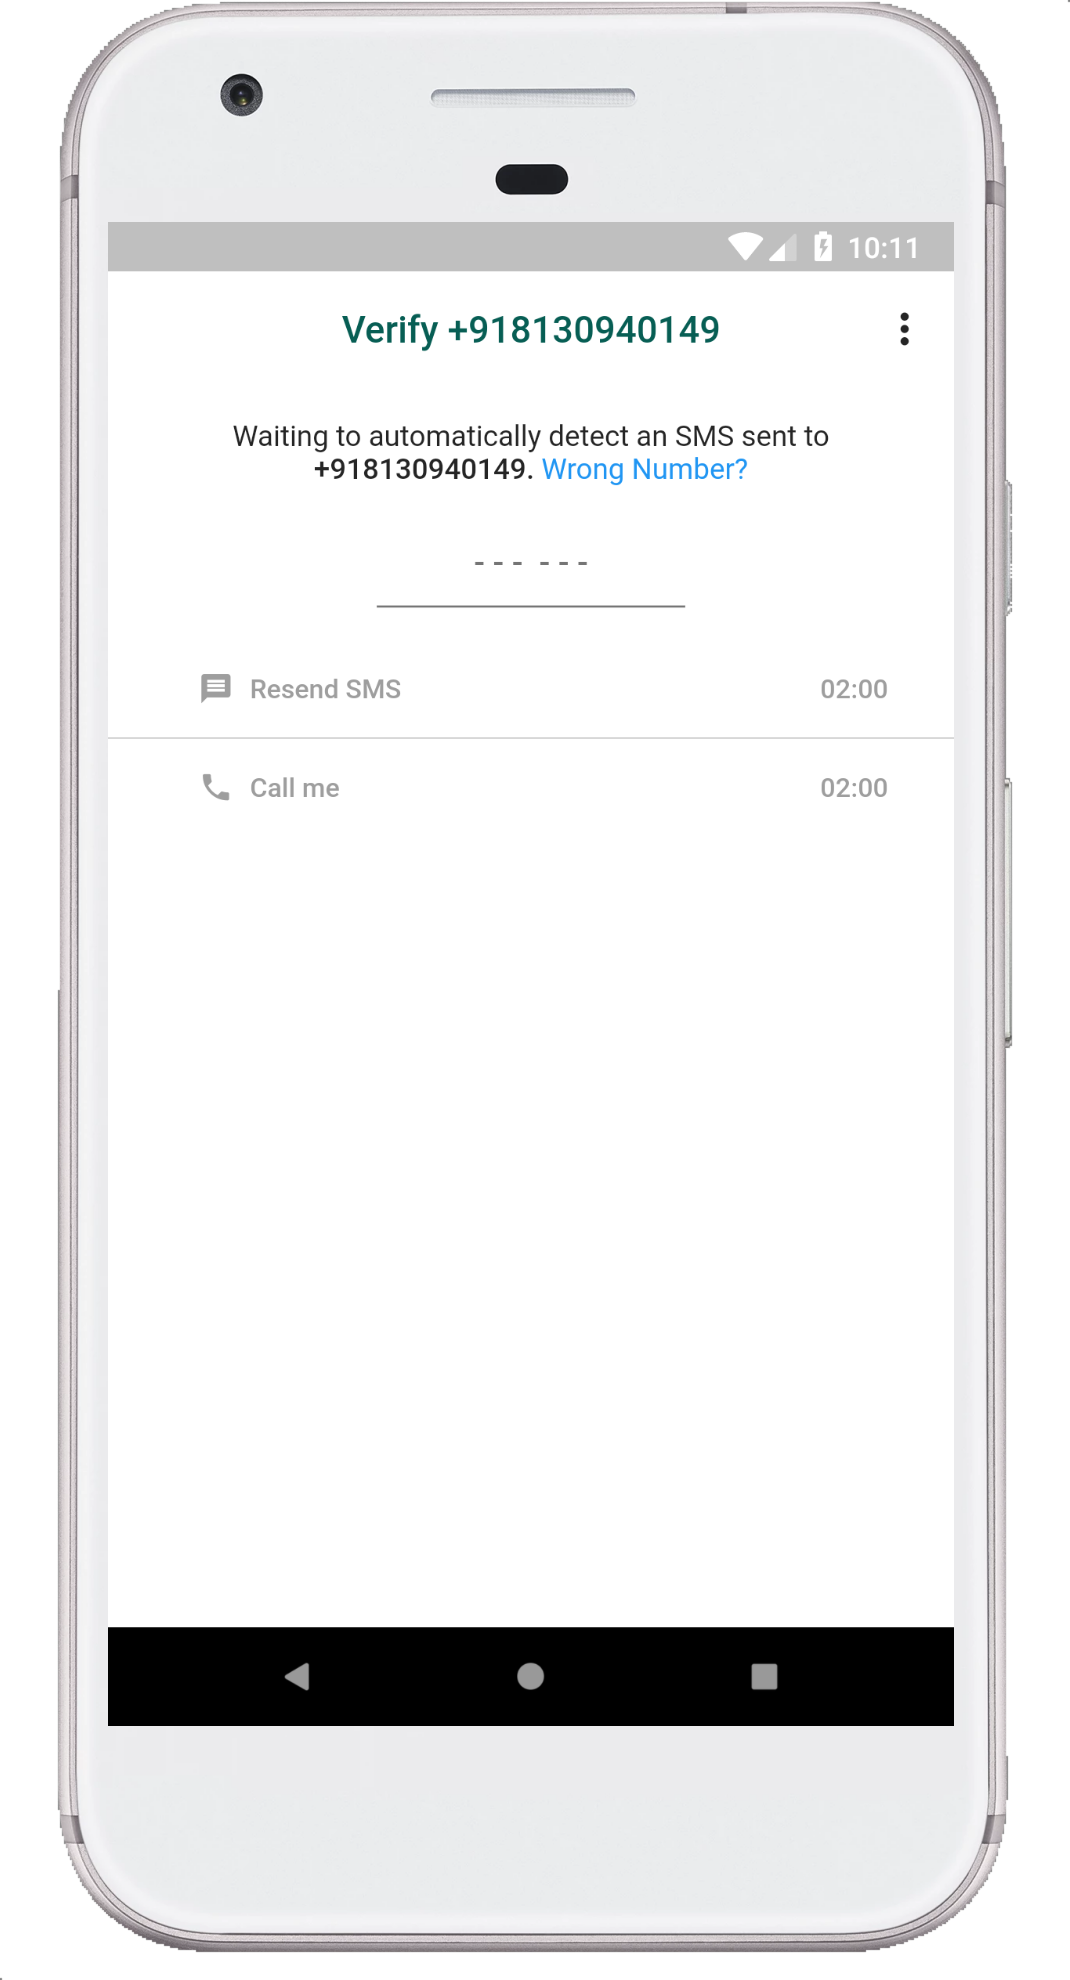 10:11
Verify +918130940149
Waiting to automatically detect an SMS sent to
+918130940149. Wrong Number?
--- ---
Resend SMS 02:00
Call me 02:00